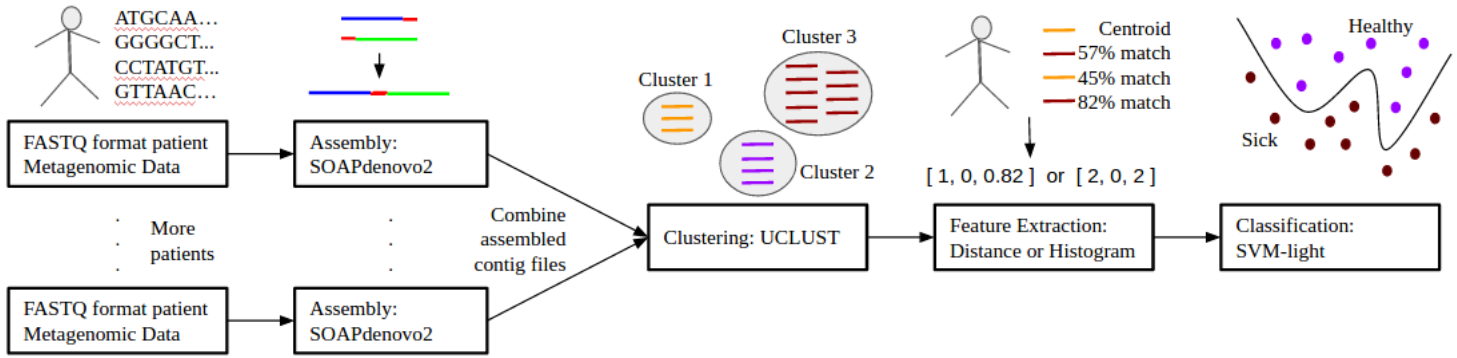 ATGCAA...
GGGGCT...
CCTATGT...
GTTAAC...
FASTQ format patient
Metagenomic Data
.
.
.
More
patients
FASTQ format patient
Metagenomic Data
Assembly:
SOAPdenovo2
.
.
.
Assembly:
SOAPdenovo2
Combine
assembled
contig files
Cluster 1
Cluster 3
Cluster 2
Clustering: UCLUST
Centroid
57% match
45% match
82% match
[ 1, 0, 0.82 ] or [ 2, 0, 2 ]
Feature Extraction:
Distance or Histogram
Healthy
Sick
Classification:
SVM-light